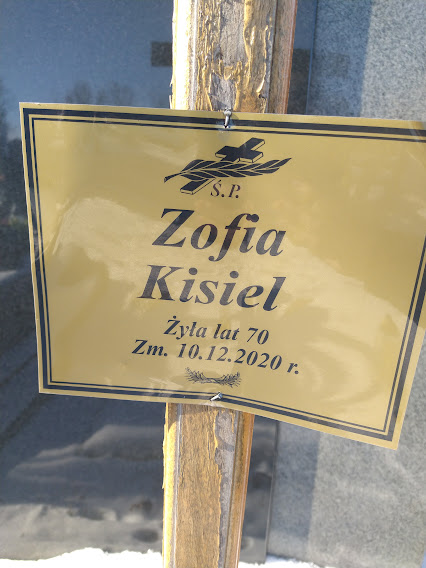 Ś.P.
Zofia
Kisiel
Żyła lat 70
Zm. 10.12.2020 r.